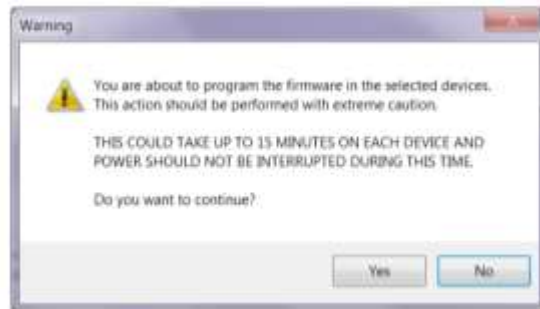 Warning
You are about to program the firmware in the selected devices.
This action should be performed with extreme caution.
THIS COULD TAKE UP TO 15 MINUTES ON EACH DEVICE AND
POWER SHOULD NOT BE INTERRUPTED DURING THIS TIME.
Do you want to continue?
Yes
No